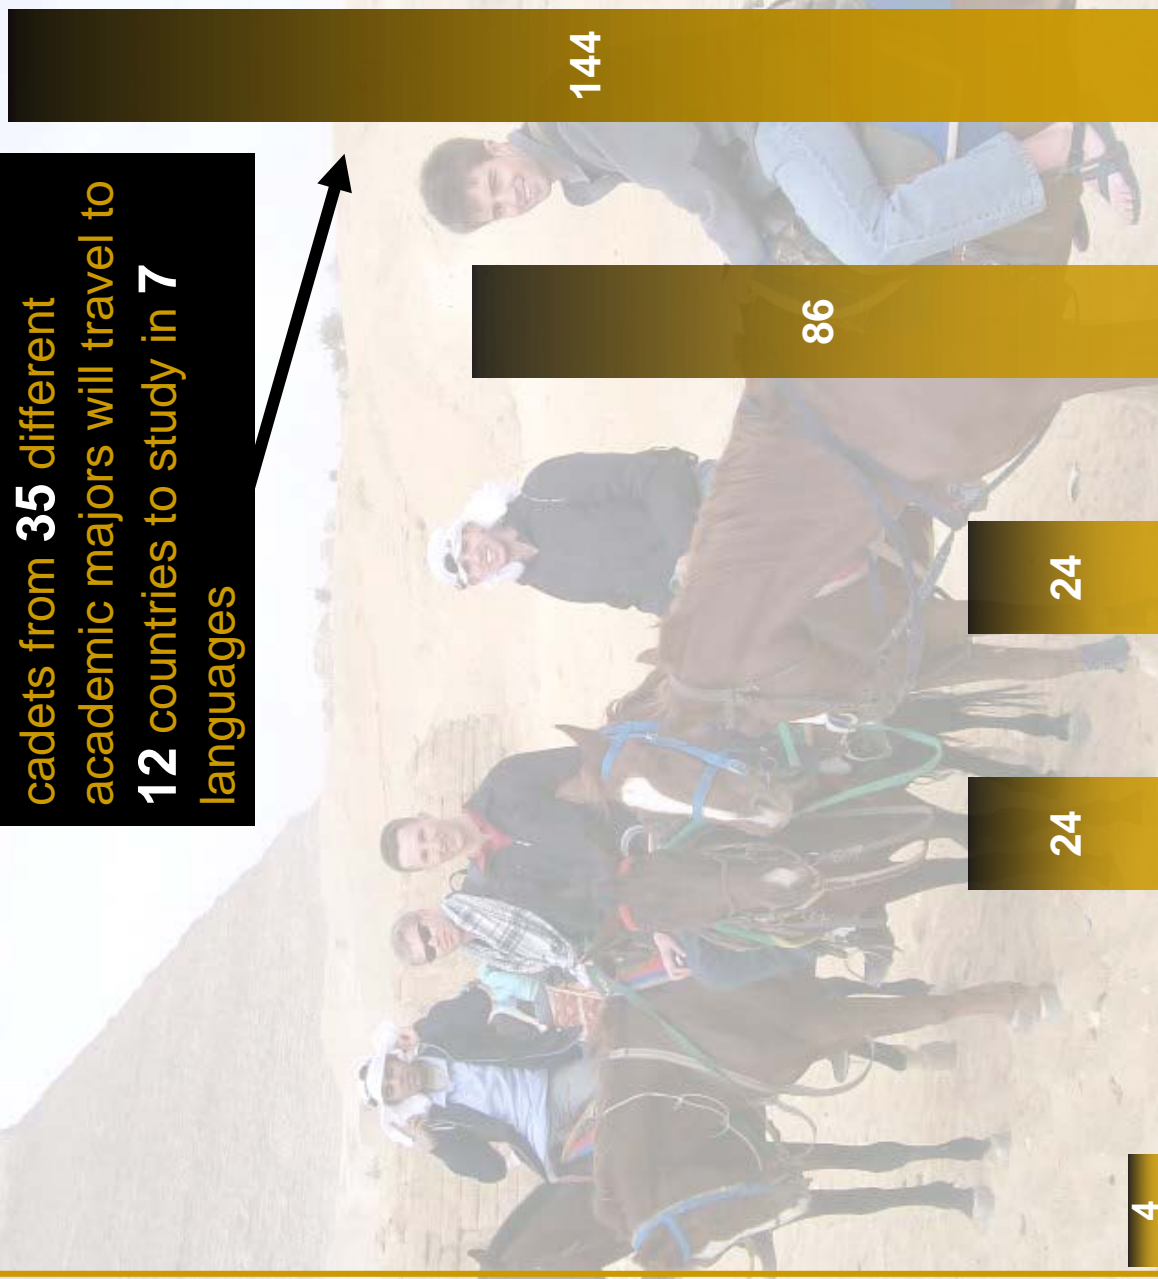 cadets from 35 different
academic majors will travel to
12 countries to study in 7
languages
4
24
24
86
144